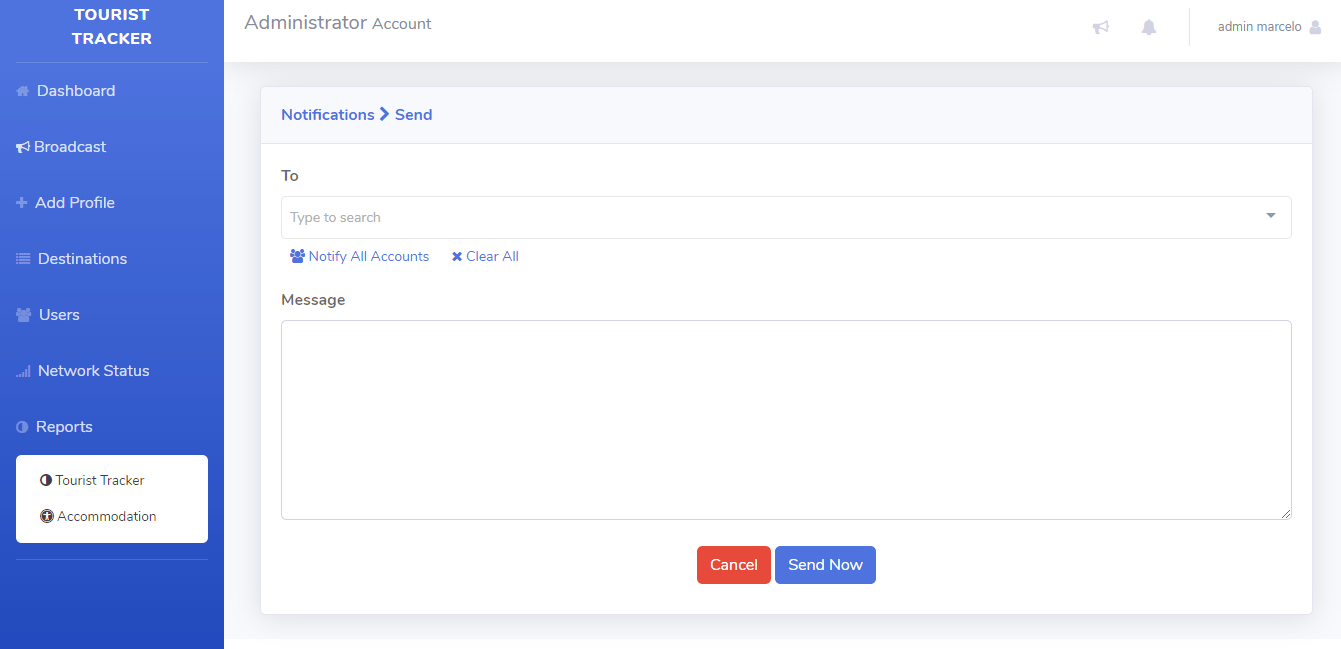 TOURIST
TRACKER
Administrator Account
admin marcelo
Dashboard
Broadcast
Add Profile
Destinations
Users
Network Status
Reports
Tourist Tracker
Accommodation
Notifications Send
To
Type to search
Notify All Accounts Clear All
Message
Cancel Send Now